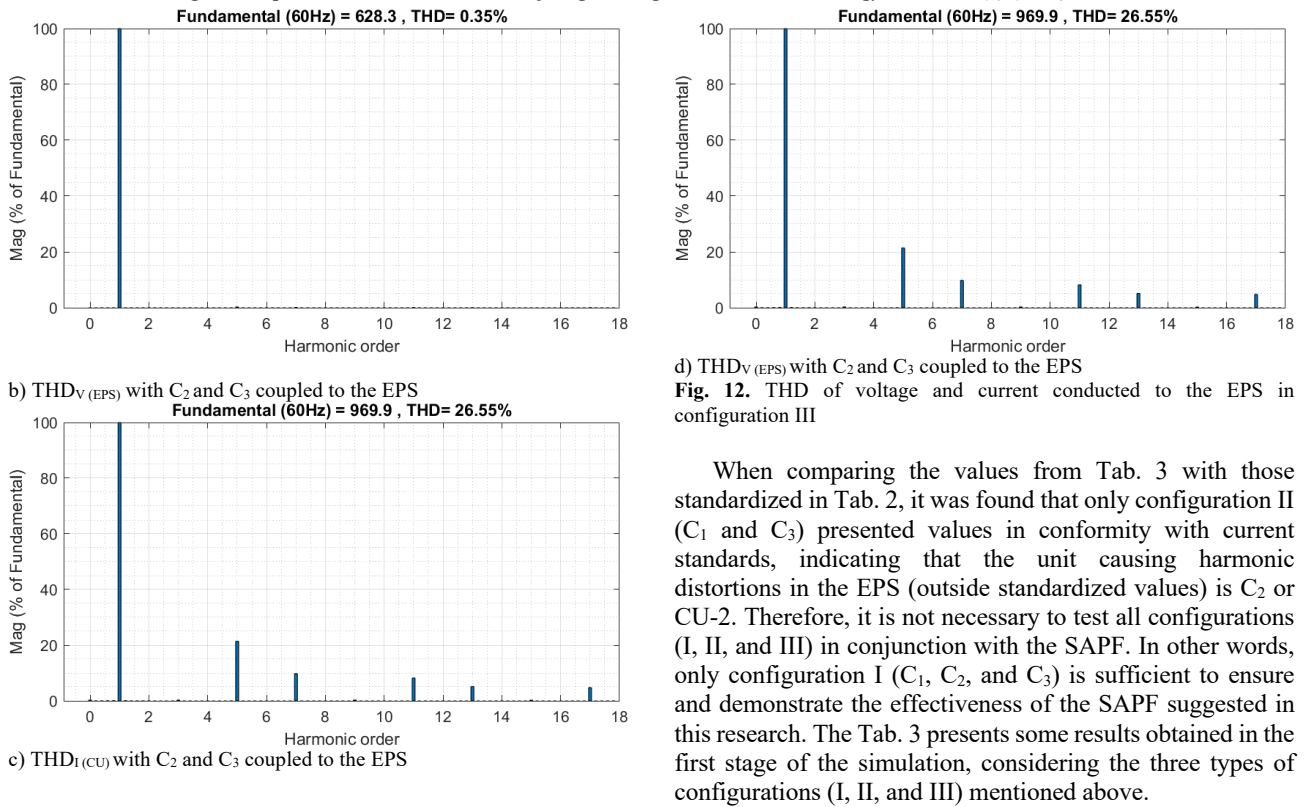 Fundamental (60Hz) = 628.3 , THD= 0.35%
100
80
60
40
20
0
Mag (% of Fundamental)
0 2 4 6 8 10 12 14 16 18
Harmonic order
b) THDV (EPS) with C2 and C3 coupled to the EPS
Fundamental (60Hz) = 969.9 , THD= 26.55%
100
80
60
40
20
0
Mag (% of Fundamental)
0 2 4 6 8 10 12 14 16 18
Harmonic order
c) THDI (CU) with C2 and C3 coupled to the EPS
Fundamental (60Hz) = 969.9 , THD= 26.55%
100
80
60
40
20
0
Mag (% of Fundamental)
0 2 4 6 8 10 12 14 16 18
Harmonic order
d) THDV (EPS) with C2 and C3 coupled to the EPS
Fig. 12. THD of voltage and current conducted to the EPS in
configuration III
When comparing the values from Tab. 3 with those
standardized in Tab. 2, it was found that only configuration II
(C1 and C3) presented values in conformity with current
standards, indicating that the unit causing harmonic
distortions in the EPS (outside standardized values) is C2 or
CU-2. Therefore, it is not necessary to test all configurations
(I, II, and III) in conjunction with the SAPF. In other words,
only configuration I (C1, C2, and C3) is sufficient to ensure
and demonstrate the effectiveness of the SAPF suggested in
this research. The Tab. 3 presents some results obtained in the
first stage of the simulation, considering the three types of
configurations (I, II, and III) mentioned above.